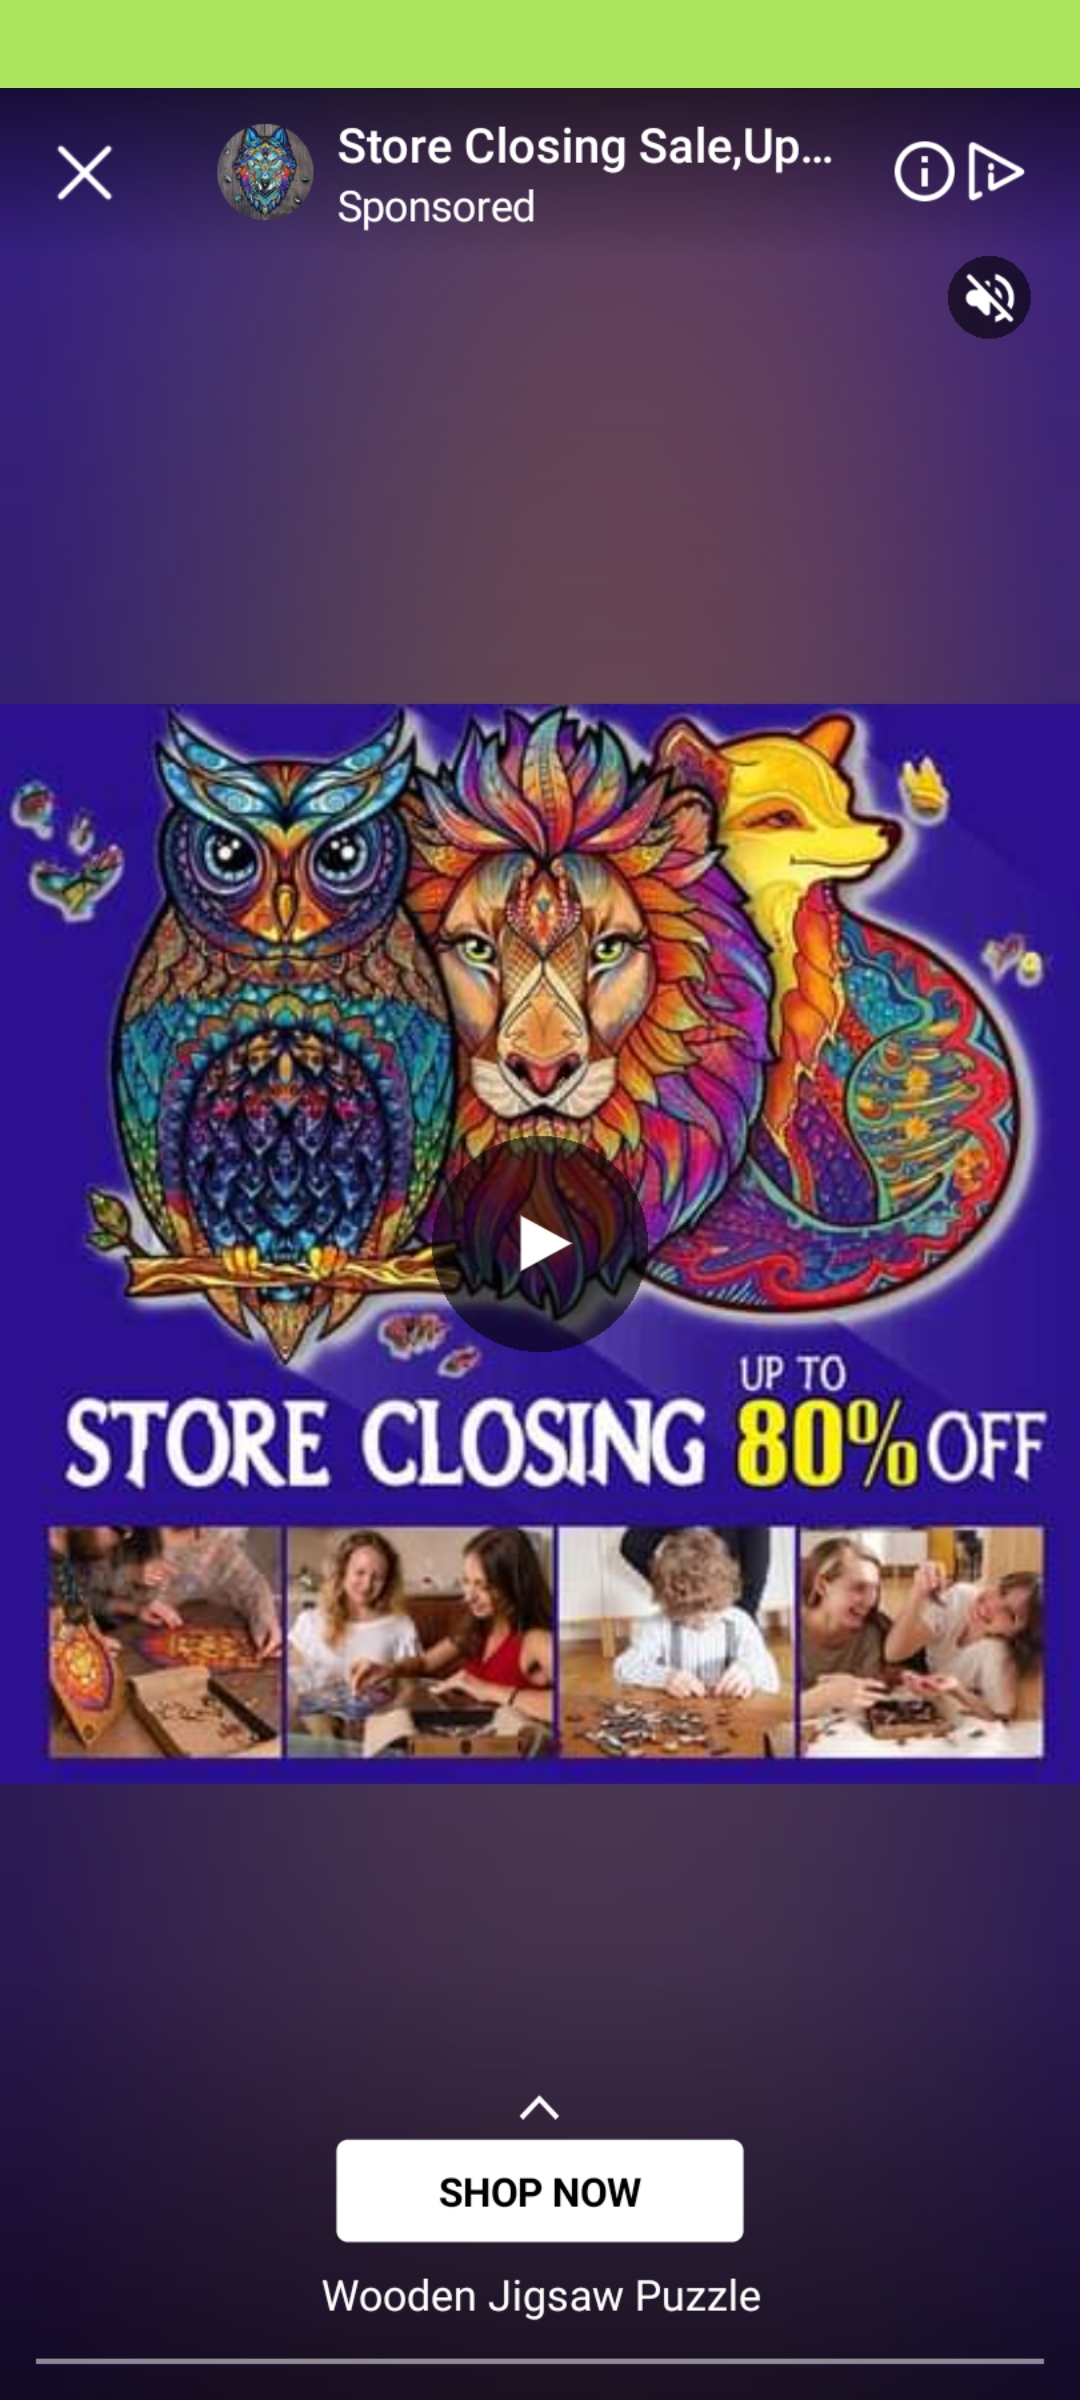 Store Closing Sale,Up...
Sponsored
UP TO
STORE CLOSING 80% OFF
SHOP NOW
Wooden Jigsaw Puzzle